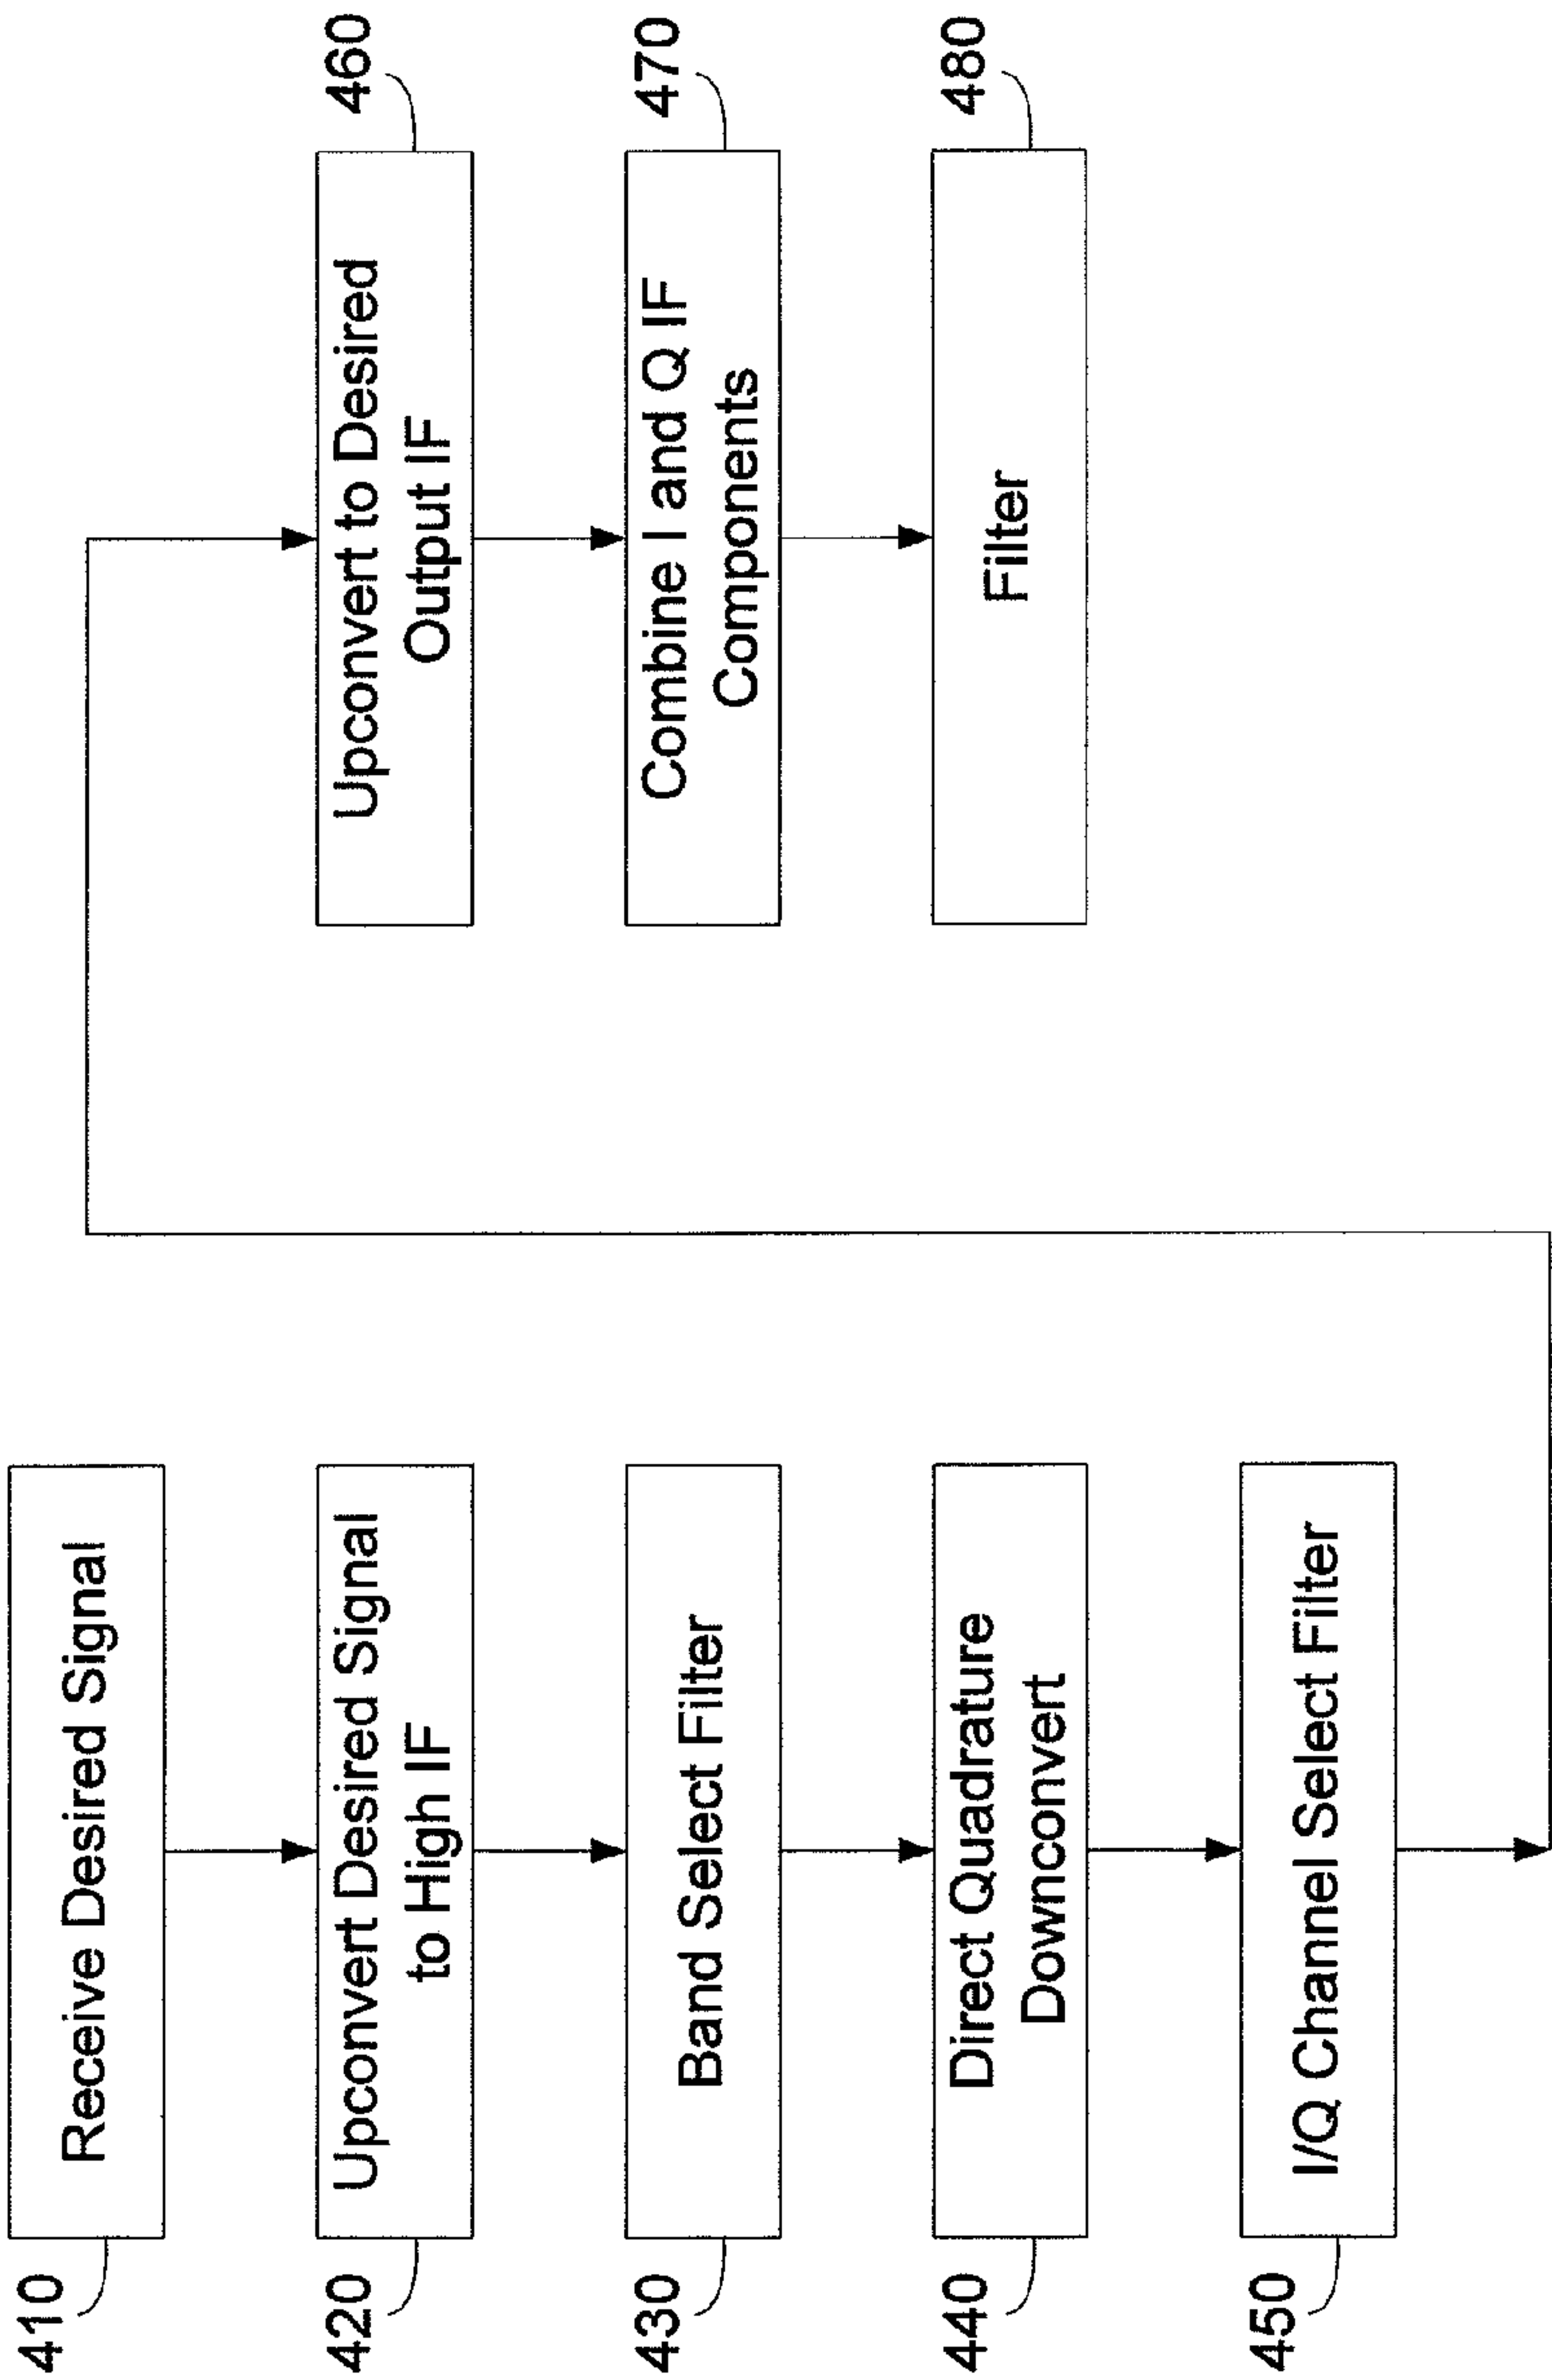 410
Receive Desired Signal
420
Upconvert Desired Signal
to High IF
430
Band Select Filter
440
Direct Quadrature
Downconvert
450
I/Q Channel Select Filter
460
Upconvert to Desired
Output IF
470
Combine I and Q IF
Components
480
Filter